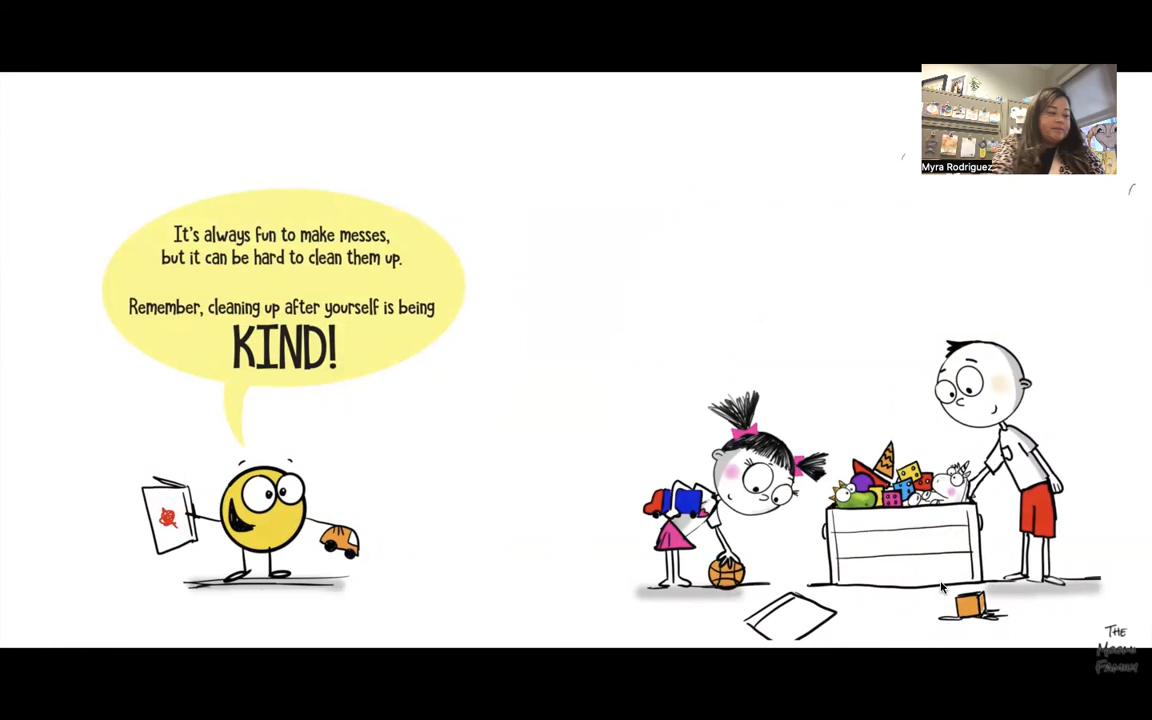 Myra Rodriguez
It's always fun to make messes,
but it can be hard to clean them up.
Remember, cleaning up after yourself is being
KIND!
THE
FAMILY